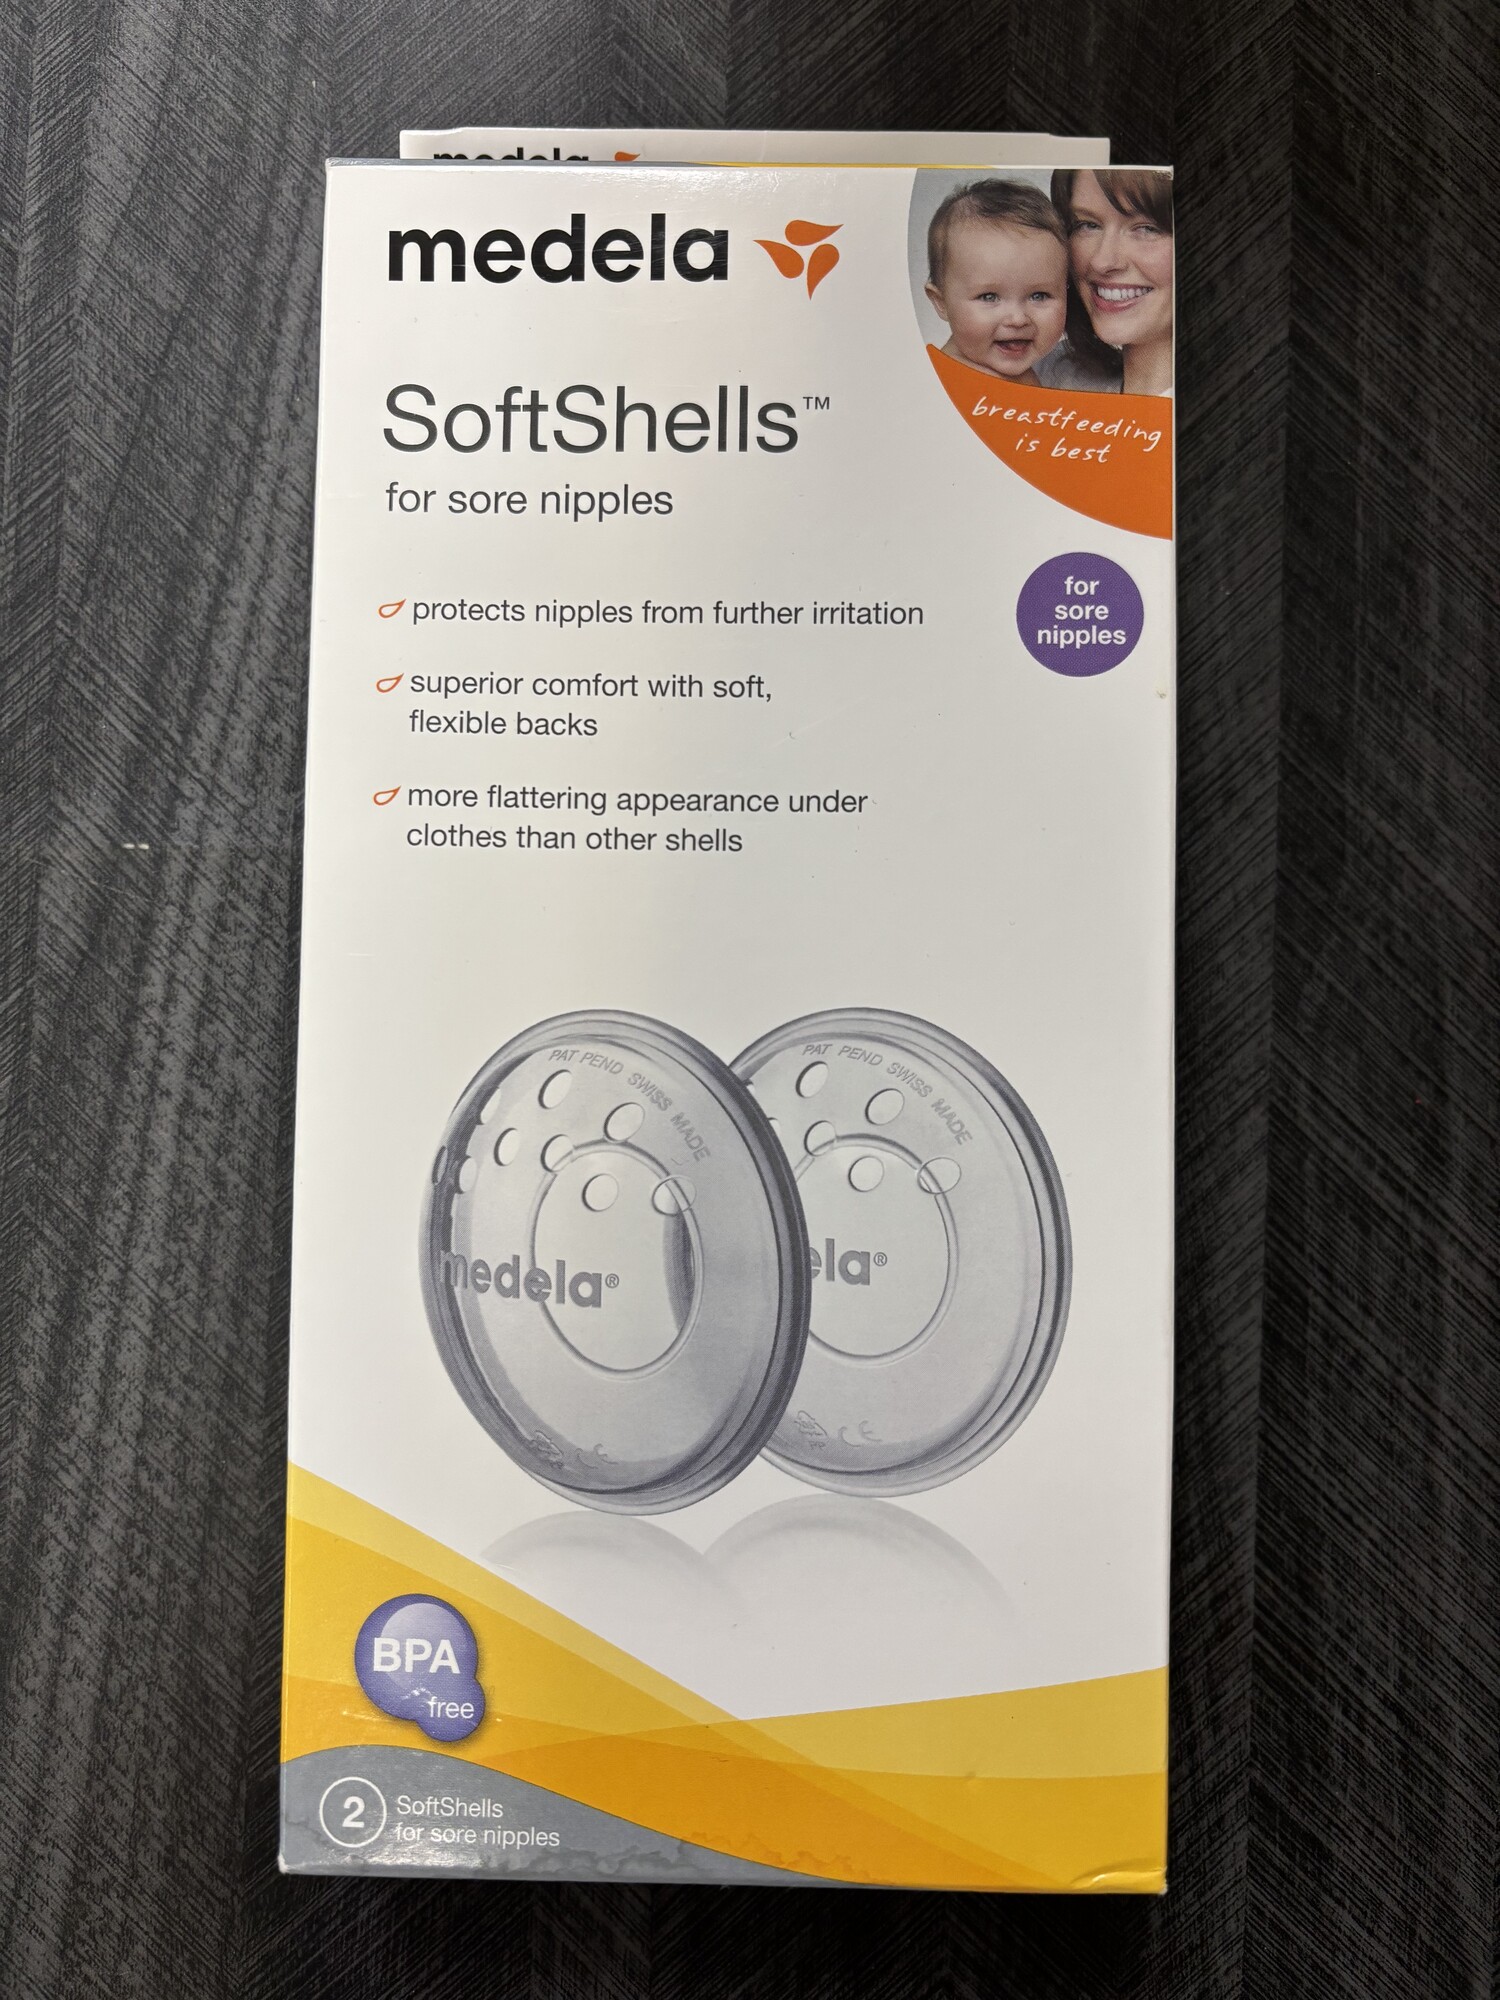 medela
medela
SoftShells™
for sore nipples
breastfeeding
is best
for
sore
nipples
protects nipples from further irritation
superior comfort with soft,
flexible backs
more flattering appearance under
clothes than other shells
PAT PEND SWISS MADE
medela®
PAT PEND SWISS MADE
ela®
PP
CE
BPA
free
2
SoftShells
for sore nipples